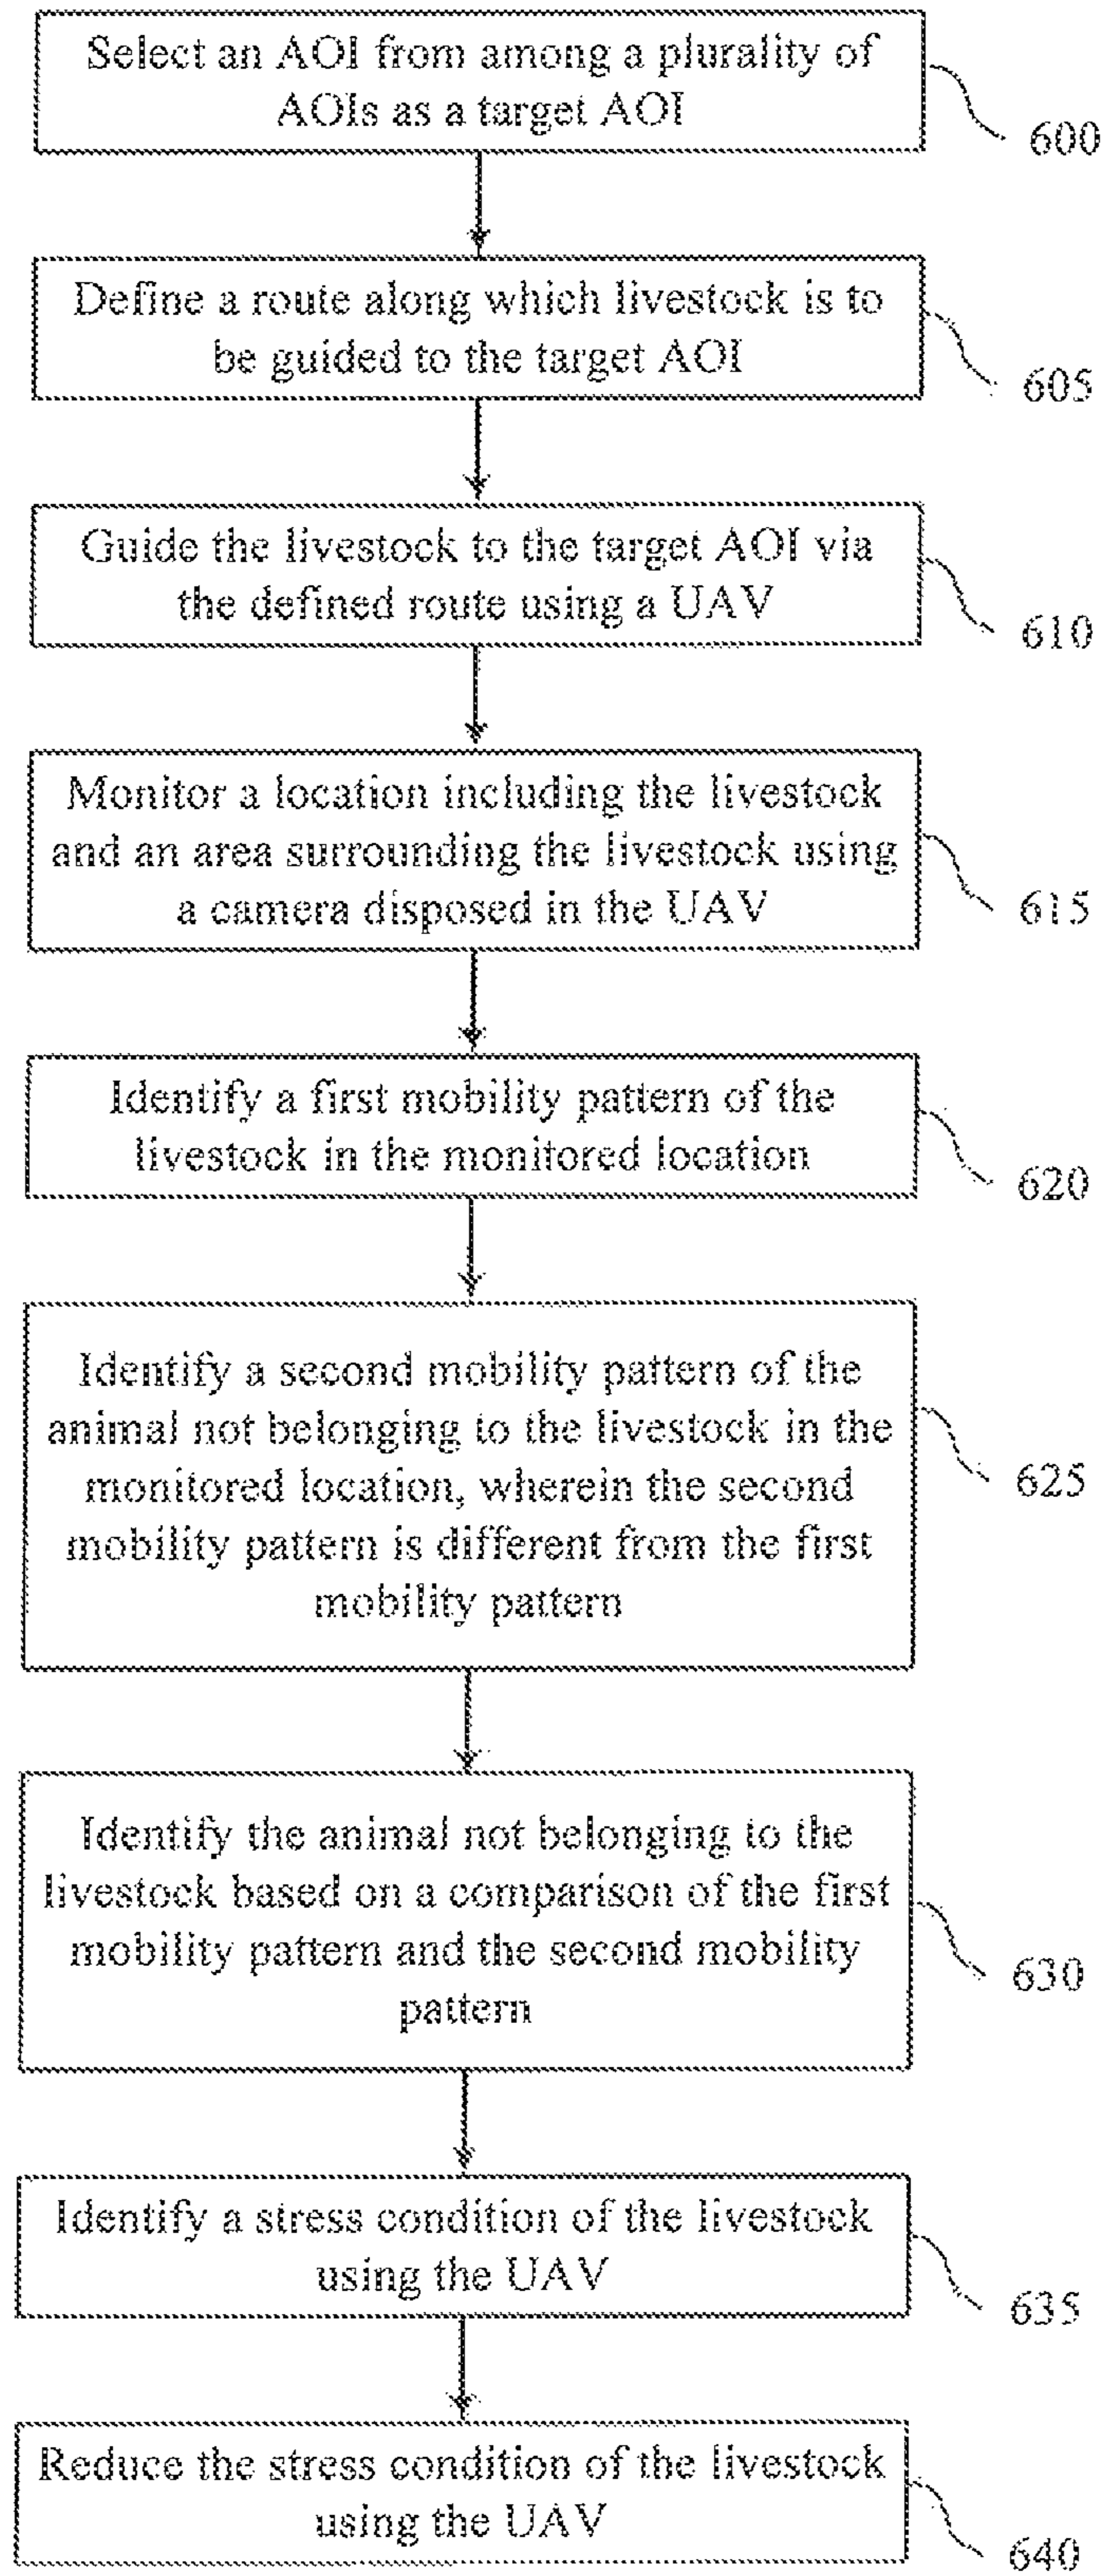 Select an AOI from among a plurality of
AOIs as a target AOI
600
Define a route along which livestock is to
be guided to the target AOI
605
Guide the livestock to the target AOI via
the defined route using a UAV
610
Monitor a location including the livestock
and an area surrounding the livestock using
a camera disposed in the UAV
615
Identify a first mobility pattern of the
livestock in the monitored location
620
Identify a second mobility pattern of the
animal not belonging to the livestock in the
monitored location, wherein the second
mobility pattern is different from the first
mobility pattern
625
Identify the animal not belonging to the
livestock based on a comparison of the first
mobility pattern and the second mobility
pattern
630
Identify a stress condition of the livestock
using the UAV
635
Reduce the stress condition of the livestock
using the UAV
640